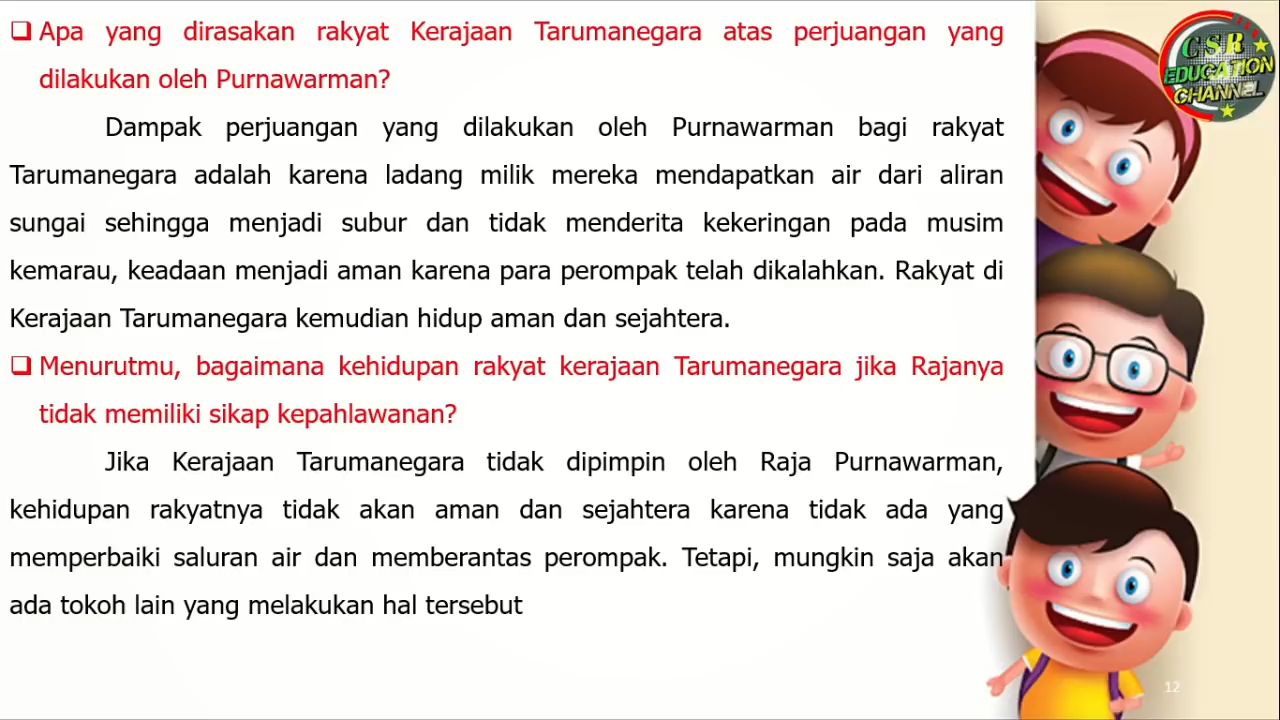 ❑ Apa yang dirasakan rakyat Kerajaan Tarumanegara atas perjuangan yang
dilakukan oleh Purnawarman?
Dampak perjuangan yang dilakukan oleh Purnawarman bagi rakyat
Tarumanegara adalah karena ladang milik mereka mendapatkan air dari aliran
sungai sehingga menjadi subur dan tidak menderita kekeringan pada musim
kemarau, keadaan menjadi aman karena para perompak telah dikalahkan. Rakyat di
Kerajaan Tarumanegara kemudian hidup aman dan sejahtera.
❑ Menurutmu, bagaimana kehidupan rakyat kerajaan Tarumanegara jika Rajanya
tidak memiliki sikap kepahlawanan?
Jika Kerajaan Tarumanegara tidak dipimpin oleh Raja Purnawarman,
kehidupan rakyatnya tidak akan aman dan sejahtera karena tidak ada yang
memperbaiki saluran air dan memberantas perompak. Tetapi, mungkin saja akan
ada tokoh lain yang melakukan hal tersebut
CSR
EDUCATION
CHANNEL
12